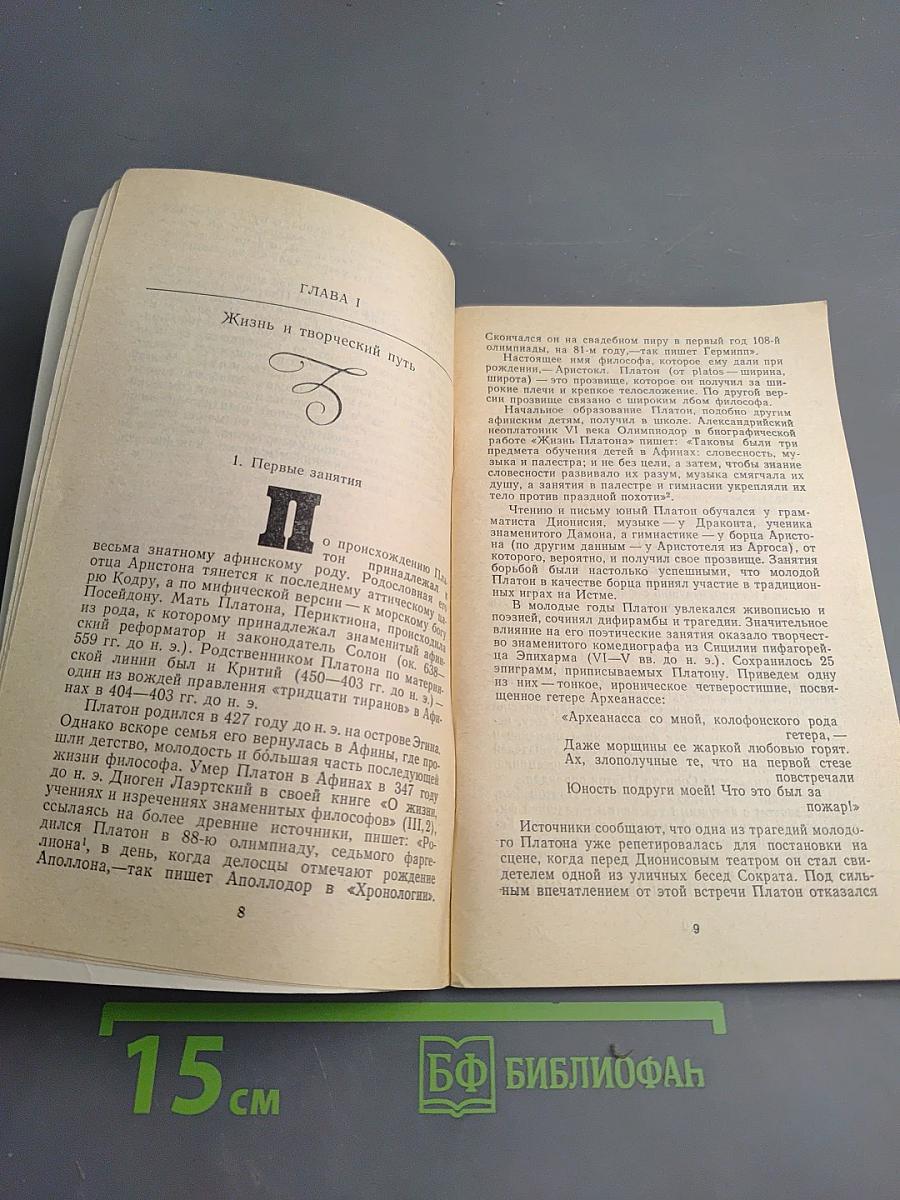 ГЛАВА I
Жизнь и творческий путь
1. Первые занятия
По происхождению Пла-
тон принадлежал к
весьма знатному афинскому роду. Родословная его
отца Аристона тянется к последнему аттическому ца-
рю Кодру, а по мифической версии — к морскому богу
Посейдону. Мать Платона, Периктиона, происходила
из рода, к которому принадлежал знаменитый афин-
ский реформатор и законодатель Солон (ок. 638—
559 гг. до н. э.). Родственником Платона по материн-
ской линии был и Критий (450—403 гг. до н. э.) —
один из вождей правления «тридцати тиранов» в Афи-
нах в 404—403 гг. до н. э.
Платон родился в 427 году до н. э. на острове Эгина.
Однако вскоре семья его вернулась в Афины, где про-
шли детство, молодость и бо́льшая часть последующей
жизни философа. Умер Платон в Афинах в 347 году
до н. э. Диоген Лаэртский в своей книге «О жизни,
учениях и изречениях знаменитых философов» (III,2),
ссылаясь на более древние источники, пишет: «Ро-
дился Платон в 88-ю олимпиаду, седьмого фарге-
лиона¹, в день, когда делосцы отмечают рождение
Аполлона,—так пишет Аполлодор в «Хронологии».
8
Скончался он на свадебном пиру в первый год 108-й
олимпиады, на 81-м году,—так пишет Гермипп».
Настоящее имя философа, которое ему дали при
рождении,— Аристокл. Платон (от platos — ширина,
широта) — это прозвище, которое он получил за ши-
рокие плечи и крепкое телосложение. По другой вер-
сии прозвище связано с широким лбом философа.
Начальное образование Платон, подобно другим
афинским детям, получил в школе. Александрийский
неоплатоник VI века Олимпиодор в биографической
работе «Жизнь Платона» пишет: «Таковы были три
предмета обучения детей в Афинах: словесность, му-
зыка и палестра; и не без цели, а затем, чтобы знание
словесности развивало их разум, музыка смягчала их
душу, а занятия в палестре и гимнасии укрепляли их
тело против праздной похоти»².
Чтению и письму юный Платон обучался у грам-
матиста Дионисия, музыке — у Драконта, ученика
знаменитого Дамона, а гимнастике — у борца Аристо-
на (по другим данным — у Аристотеля из Аргоса), от
которого, вероятно, и получил свое прозвище. Занятия
борьбой были настолько успешными, что молодой
Платон в качестве борца принял участие в традицион-
ных играх на Истме.
В молодые годы Платон увлекался живописью и
поэзией, сочинял дифирамбы и трагедии. Значительное
влияние на его поэтические занятия оказало творчест-
во знаменитого комедиографа из Сицилии пифагорей-
ца Эпихарма (VI—V вв. до н. э.). Сохранилось 25
эпиграмм, приписываемых Платону. Приведем одну
из них — тонкое, ироническое четверостишие, посвя-
щенное гетере Археанассе:
«Археанасса со мной, колофонского рода
гетера, —
Даже морщины ее жаркой любовью горят.
Ах, злополучные те, что на первой стезе
повстречали
Юность подруги моей! Что это был за
пожар!»
Источники сообщают, что одна из трагедий молодо-
го Платона уже репетировалась для постановки на
сцене, когда перед Дионисовым театром он стал сви-
детелем одной из уличных бесед Сократа. Под силь-
ным впечатлением от этой встречи Платон отказался
9
15 см
БФ БИБЛИОФАЬ